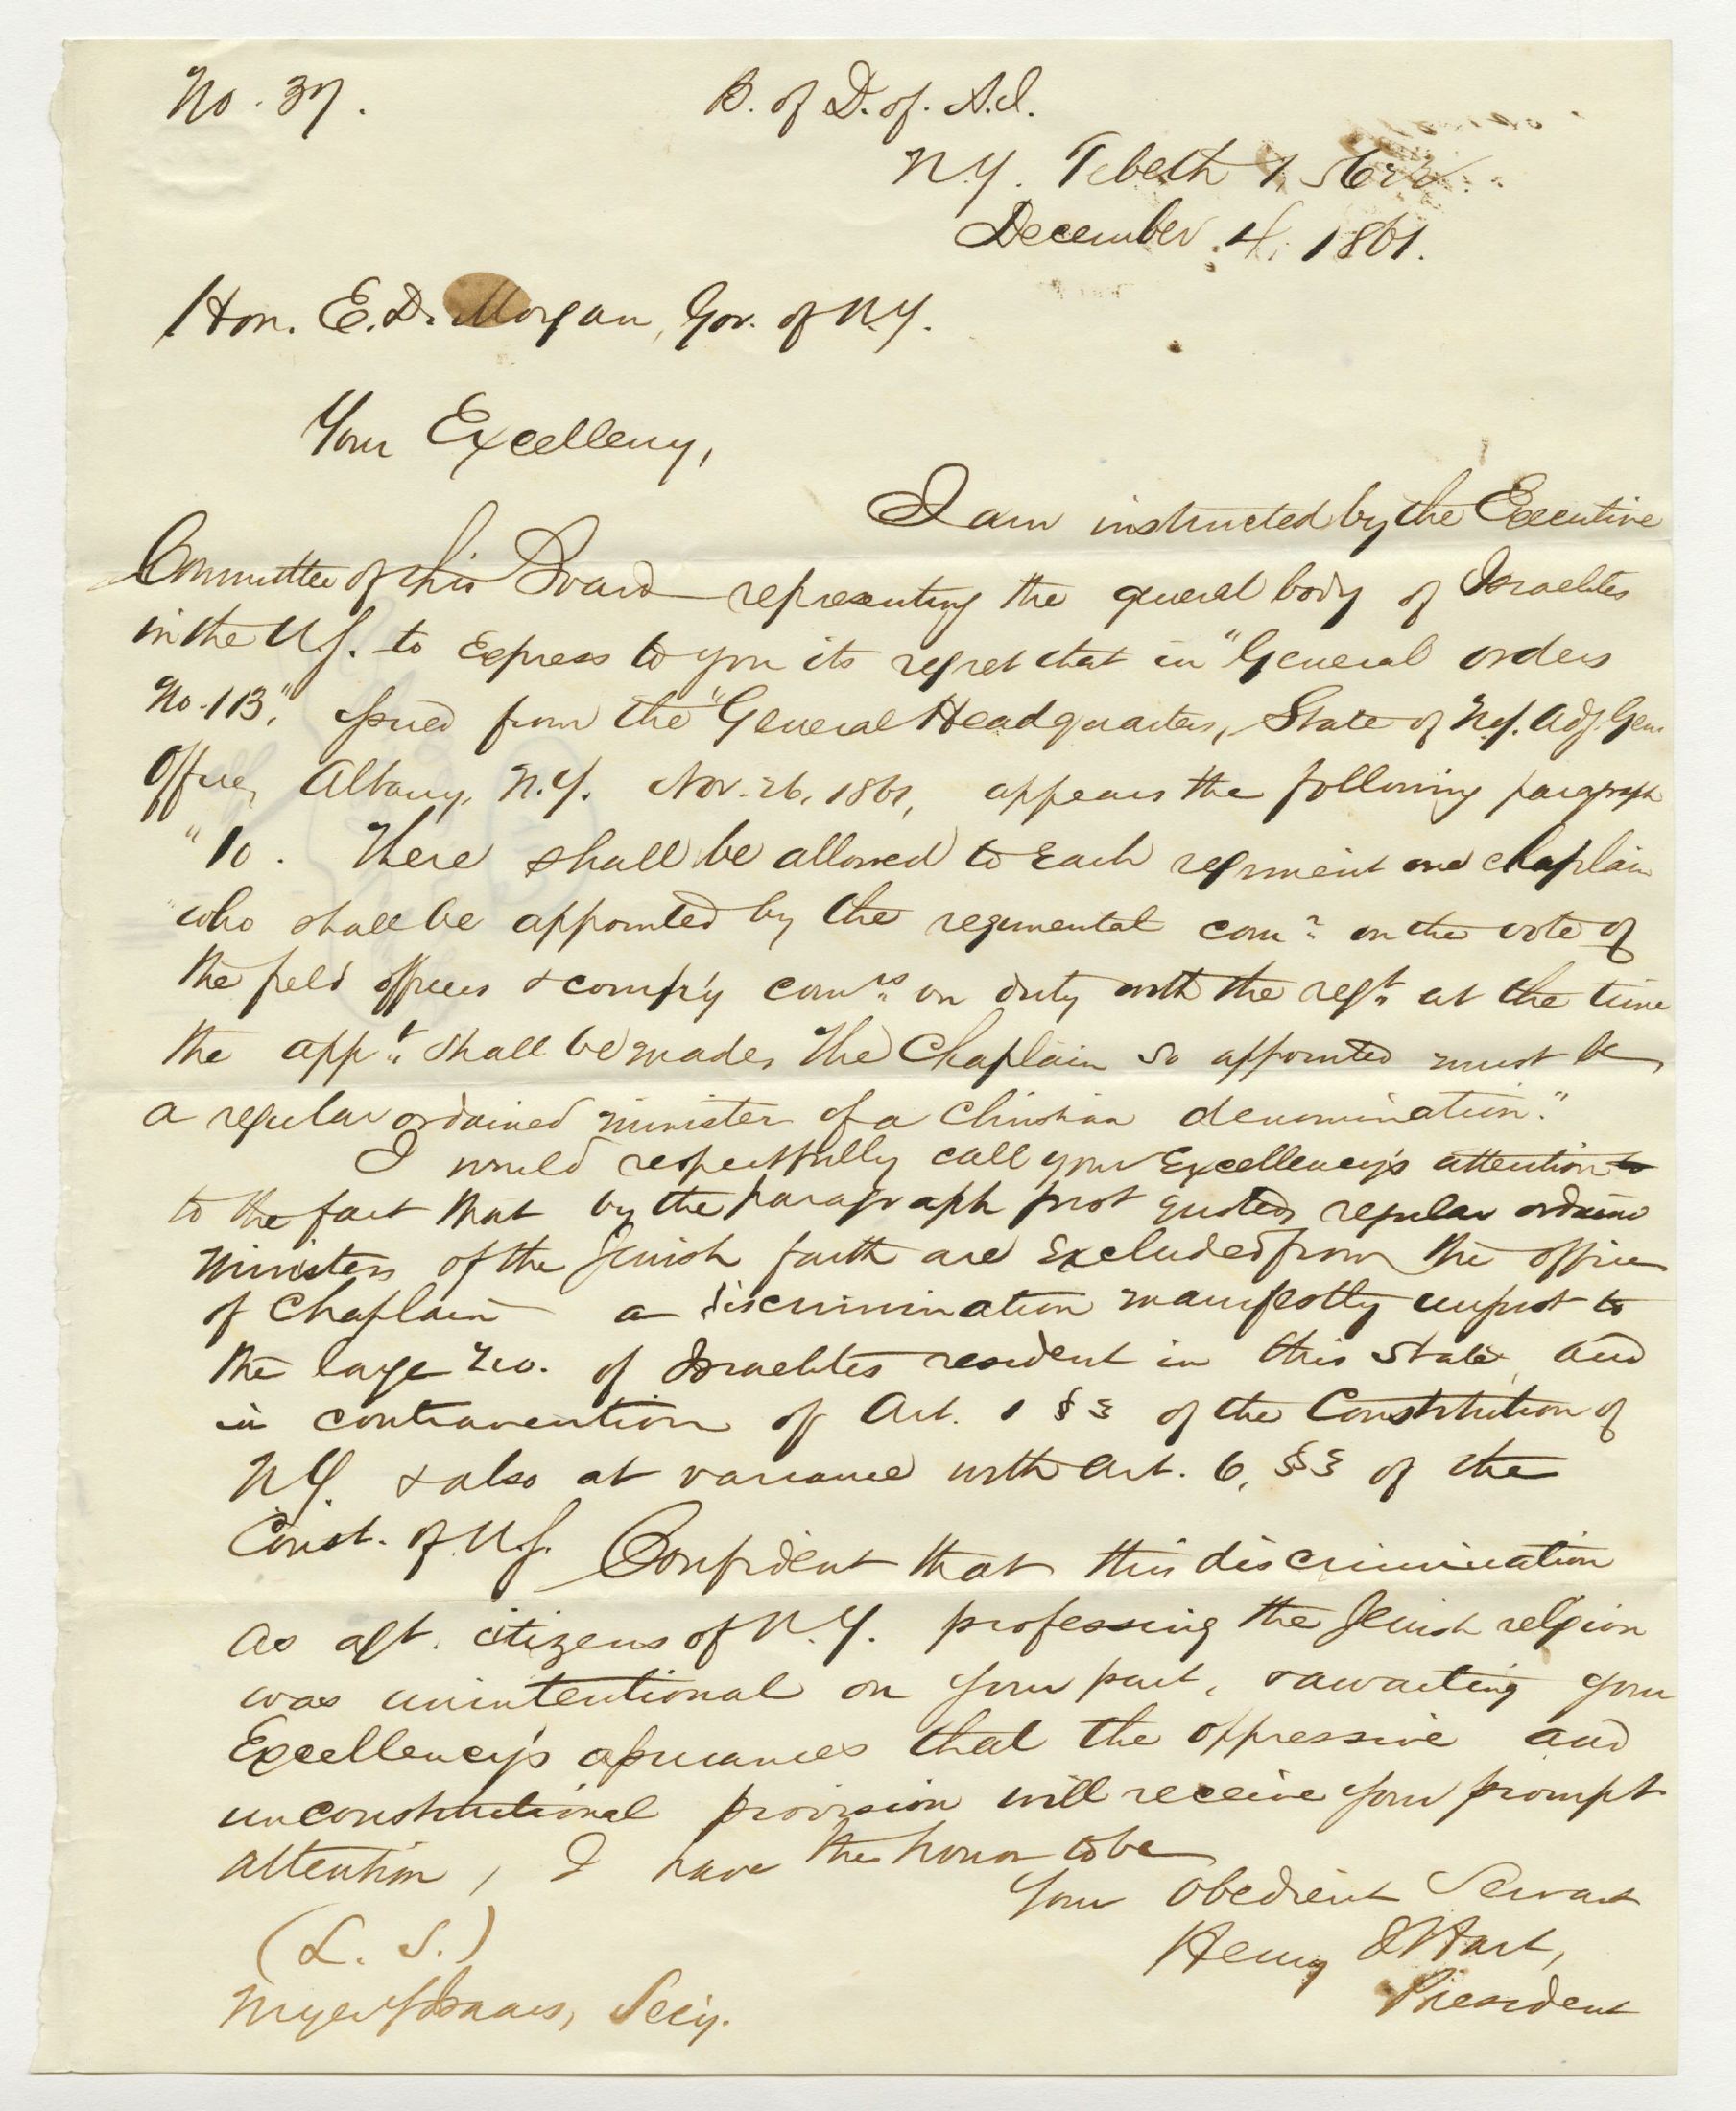 No. 37. B. of D. of. A.I.
N.Y. Tebeth 1, 5622.
December 4, 1861.
Hon. E.D. Morgan, Gov. of N.Y.
Your Excellency,
I am instructed by the Executive
Committee of this Board representing the general body of Israelites
in the U.S. to express to you its regret that in "General orders
No. 113", issued from the "General Headquarters, State of N.Y. Adj. Genl
Office, Albany, N.Y. Nov. 26, 1861, appears the following paragraph
"10. There shall be allowed to each regiment one chaplain
who shall be appointed by the regimental comr on the vote of
the field officers & comp'y comrs on duty with the regt at the time
the appt shall be made. The Chaplain so appointed must be
a regular ordained minister of a Christian denomination."
I would respectfully call your Excellency's attention to
to the fact that by the paragraph just quoted, regular ordained
ministers of the Jewish faith are excluded from the office
of Chaplain a discrimination manifestly unjust to
the large no. of Israelites resident in this State, and
in contravention of Art. 1 §3 of the Constitution of
N.Y. & also at variance with Art. 6, §3 of the
Const. of U.S. Confident that this discrimination
as agt. citizens of N.Y. professing the Jewish religion
was unintentional on your part, & awaiting your
Excellency's assurances that the oppressive and
unconstitutional provision will receive your prompt
attention, I have the honor to be
Your Obedient Servant
(L. S.) Henry I Hart,
Myer S Isaacs, Sec'y. President